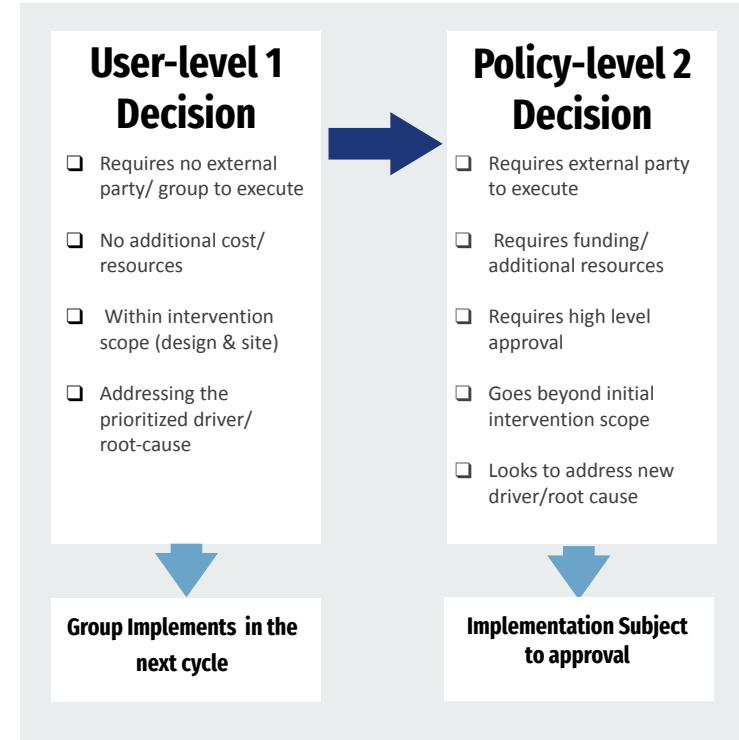 User-level 1
Decision
❑ Requires no external
party/ group to execute
❑ No additional cost/
resources
❑ Within intervention
scope (design & site)
❑ Addressing the
prioritized driver/
root-cause
Group Implements in the
next cycle
Policy-level 2
Decision
❑ Requires external party
to execute
❑ Requires funding/
additional resources
❑ Requires high level
approval
❑ Goes beyond initial
intervention scope
❑ Looks to address new
driver/root cause
Implementation Subject
to approval